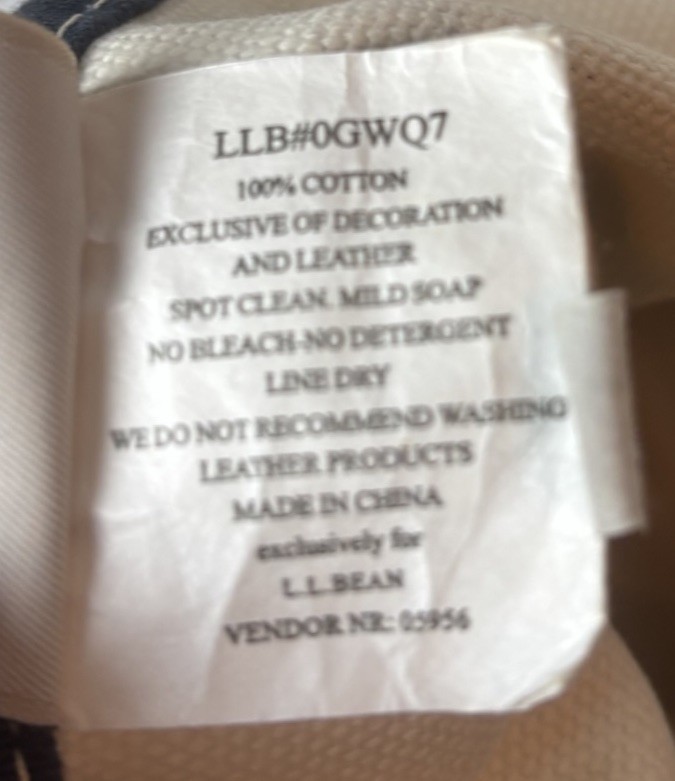 LLB#0GWQ7
100% COTTON
EXCLUSIVE OF DECORATION
AND LEATHER
SPOT CLEAN. MILD SOAP
NO BLEACH-NO DETERGENT
LINE DRY
WE DO NOT RECOMMEND WASHING
LEATHER PRODUCTS
MADE IN CHINA
exclusively for
L.L.BEAN
VENDOR NR: 05956